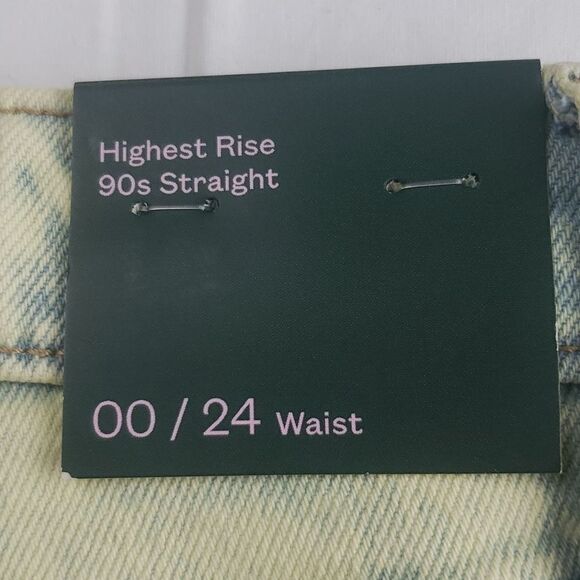 Highest Rise
90s Straight
00 / 24 Waist